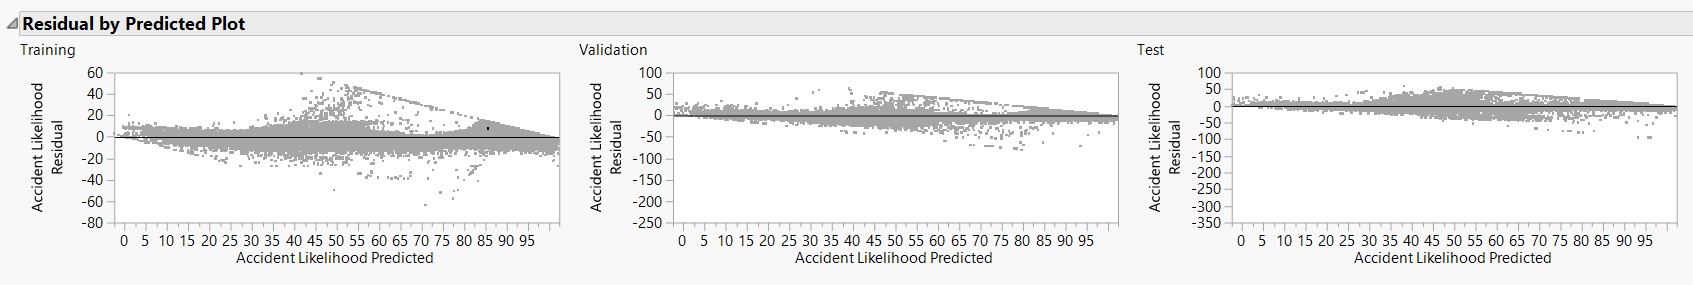 Residual by Predicted Plot
Training
Accident Likelihood
Residual
60
40
20
0
-20
-40
-60
-80
0 5 10 15 20 25 30 35 40 45 50 55 60 65 70 75 80 85 90 95
Accident Likelihood Predicted
Validation
Accident Likelihood
Residual
100
50
0
-50
-100
-150
-200
-250
0 5 10 15 20 25 30 35 40 45 50 55 60 65 70 75 80 85 90 95
Accident Likelihood Predicted
Test
Accident Likelihood
Residual
100
50
0
-50
-100
-150
-200
-250
-300
-350
0 5 10 15 20 25 30 35 40 45 50 55 60 65 70 75 80 85 90 95
Accident Likelihood Predicted